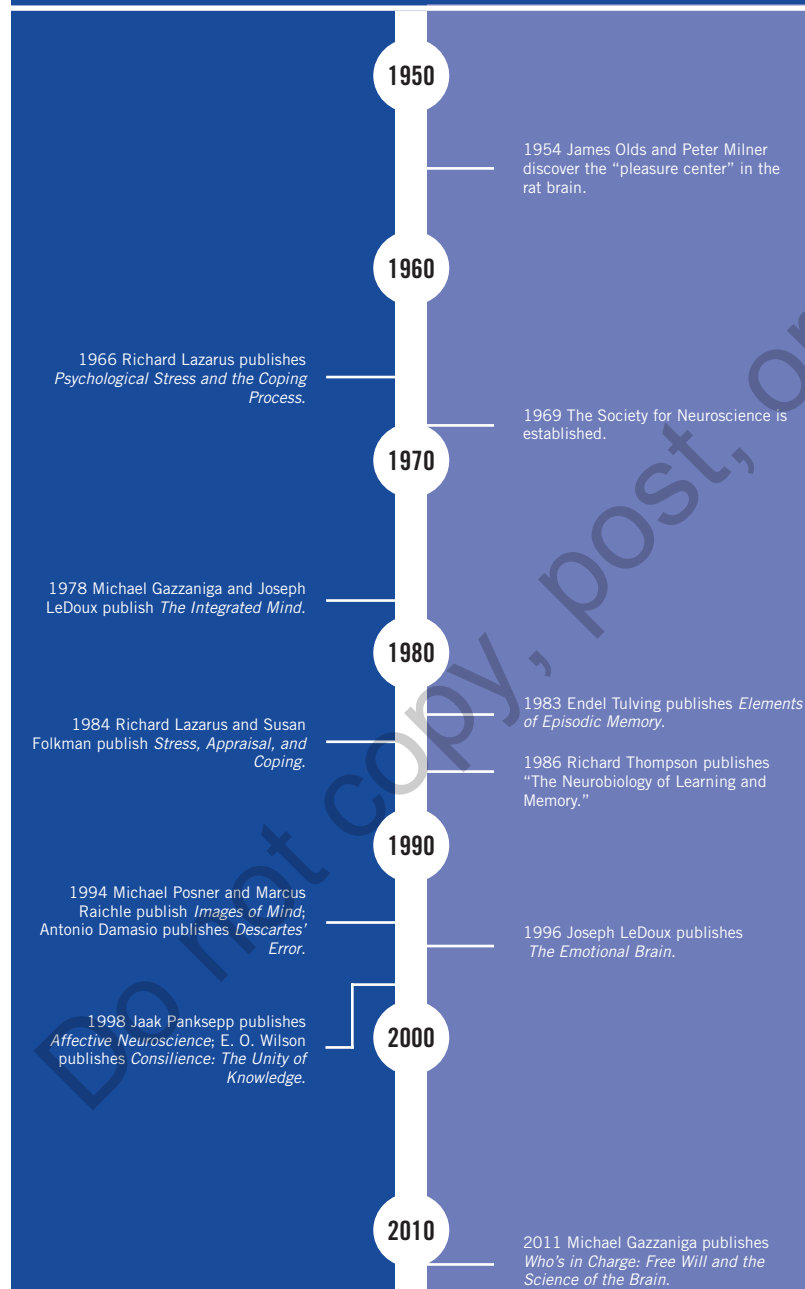 1950
1954 James Olds and Peter Milner
discover the “pleasure center” in the
rat brain.
1960
1966 Richard Lazarus publishes
Psychological Stress and the Coping
Process.
1969 The Society for Neuroscience is
established.
1970
1978 Michael Gazzaniga and Joseph
LeDoux publish The Integrated Mind.
1980
1983 Endel Tulving publishes Elements
of Episodic Memory.
1984 Richard Lazarus and Susan
Folkman publish Stress, Appraisal, and
Coping.
1986 Richard Thompson publishes
“The Neurobiology of Learning and
Memory.”
1990
1994 Michael Posner and Marcus
Raichle publish Images of Mind;
Antonio Damasio publishes Descartes’
Error.
1996 Joseph LeDoux publishes
The Emotional Brain.
1998 Jaak Panksepp publishes
Affective Neuroscience; E. O. Wilson
publishes Consilience: The Unity of
Knowledge.
2000
2010
2011 Michael Gazzaniga publishes
Who’s in Charge: Free Will and the
Science of the Brain.
Do not copy, post, or